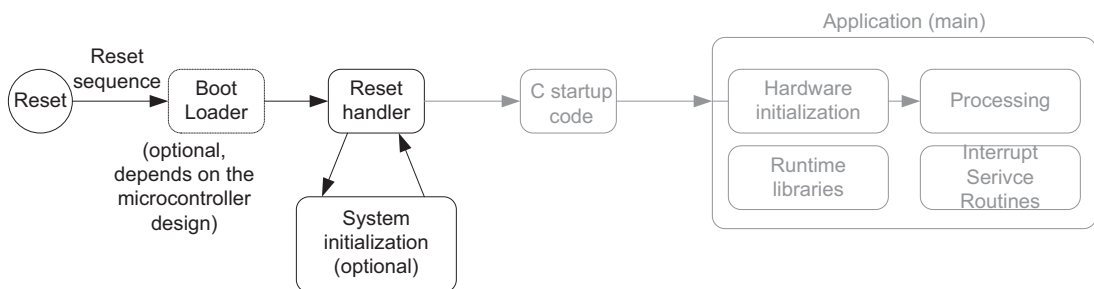 Application (main)
Reset
sequence
Reset
Boot
Loader
(optional,
depends on the
microcontroller
design)
Reset
handler
System
initialization
(optional)
C startup
code
Hardware
initialization
Processing
Runtime
libraries
Interrupt
Serivce
Routines